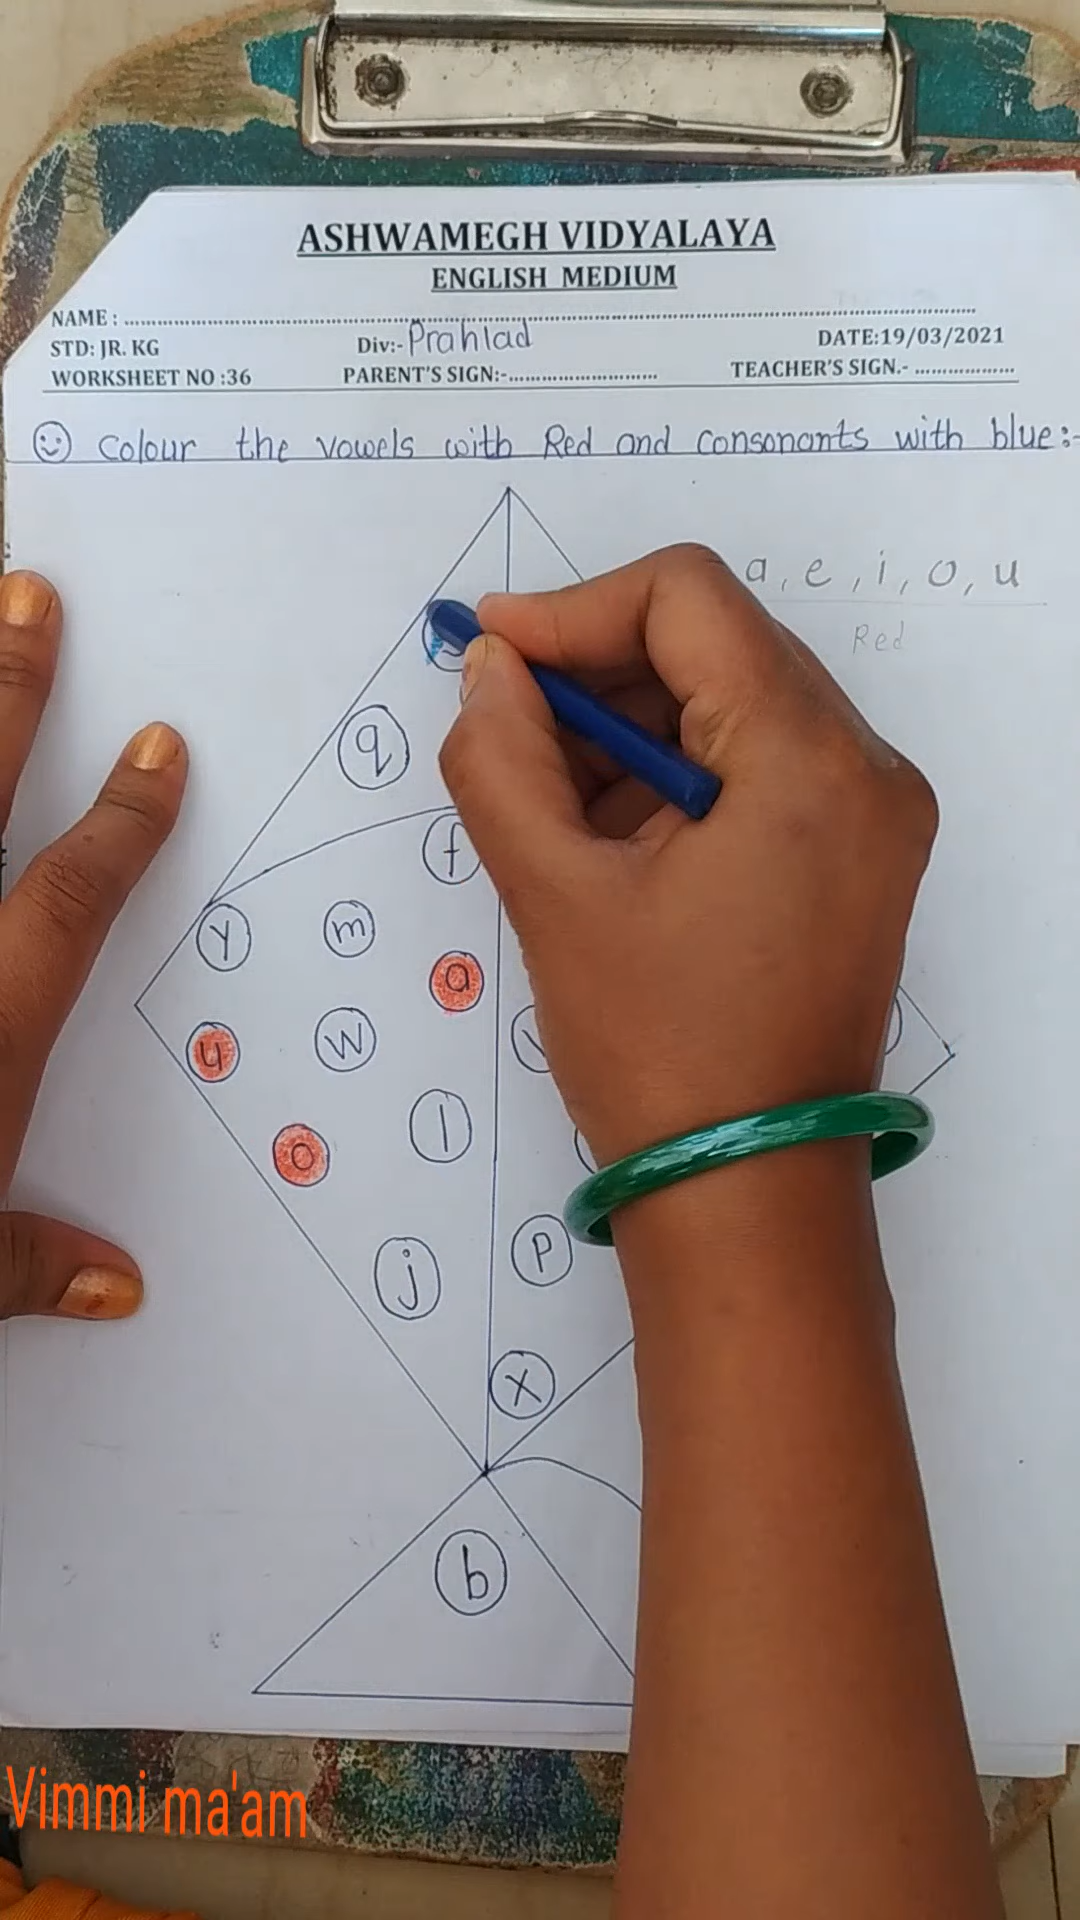 ASHWAMEGH VIDYALAYA
ENGLISH MEDIUM
NAME : ........................................
STD: JR. KG Div:- Prahlad DATE:19/03/2021
WORKSHEET NO :36 PARENT'S SIGN:-........................... TEACHER'S SIGN.- ..................
Colour the vowels with Red and consonants with blue:-
a, e, i, o, u
Red
q
f
y m
a
u w
l
o
p
j
x
b
Vimmi ma'am